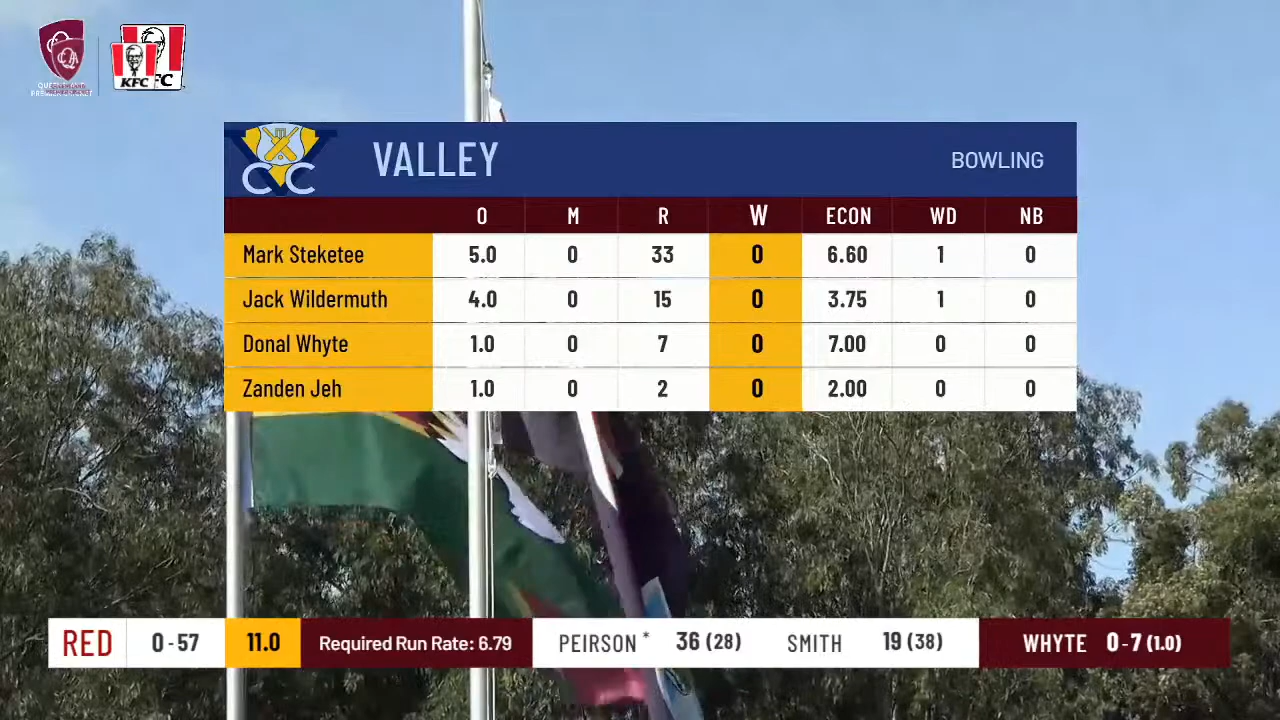 KFC
VALLEY BOWLING
O M R W ECON WD NB
Mark Steketee 5.0 0 33 0 6.60 1 0
Jack Wildermuth 4.0 0 15 0 3.75 1 0
Donal Whyte 1.0 0 7 0 7.00 0 0
Zanden Jeh 1.0 0 2 0 2.00 0 0
RED 0-57 11.0 Required Run Rate: 6.79 PEIRSON* 36 (28) SMITH 19 (38) WHYTE 0-7 (1.0)